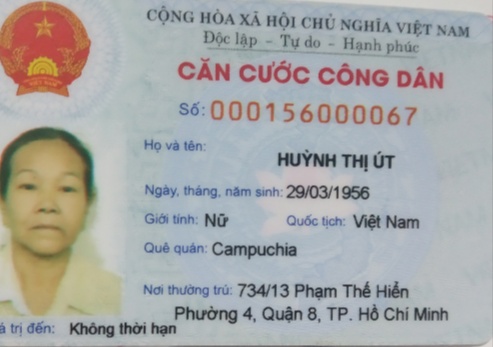 CỘNG HÒA XÃ HỘI CHỦ NGHĨA VIỆT NAM
Độc lập - Tự do - Hạnh phúc
CĂN CƯỚC CÔNG DÂN
Số: 000156000067
Họ và tên:
HUỲNH THỊ ÚT
Ngày, tháng, năm sinh: 29/03/1956
Giới tính: Nữ Quốc tịch: Việt Nam
Quê quán: Campuchia
Nơi thường trú: 734/13 Phạm Thế Hiển
Phường 4, Quận 8, TP. Hồ Chí Minh
á trị đến: Không thời hạn